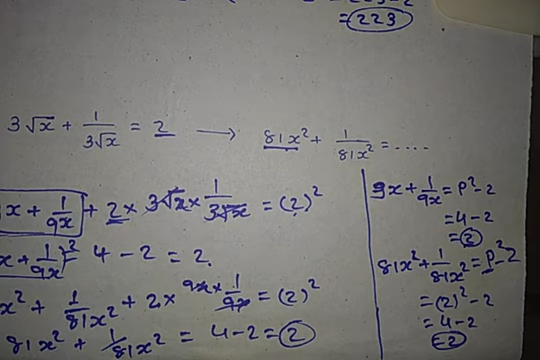 = 223
3√x + 1/3√x = 2 → 81x² + 1/81x² = ....
x + 1/9x + 2 × 3√x × 1/3√x = (2)²
x + 1/9x)² = 4 - 2 = 2.
x² + 1/81x² + 2 × 9x × 1/9x = (2)²
81x² + 1/81x² = 4 - 2 = 2
9x + 1/9x = P² - 2
= 4 - 2
= 2
81x² + 1/81x² = P² - 2
= (2)² - 2
= 4 - 2
= 2